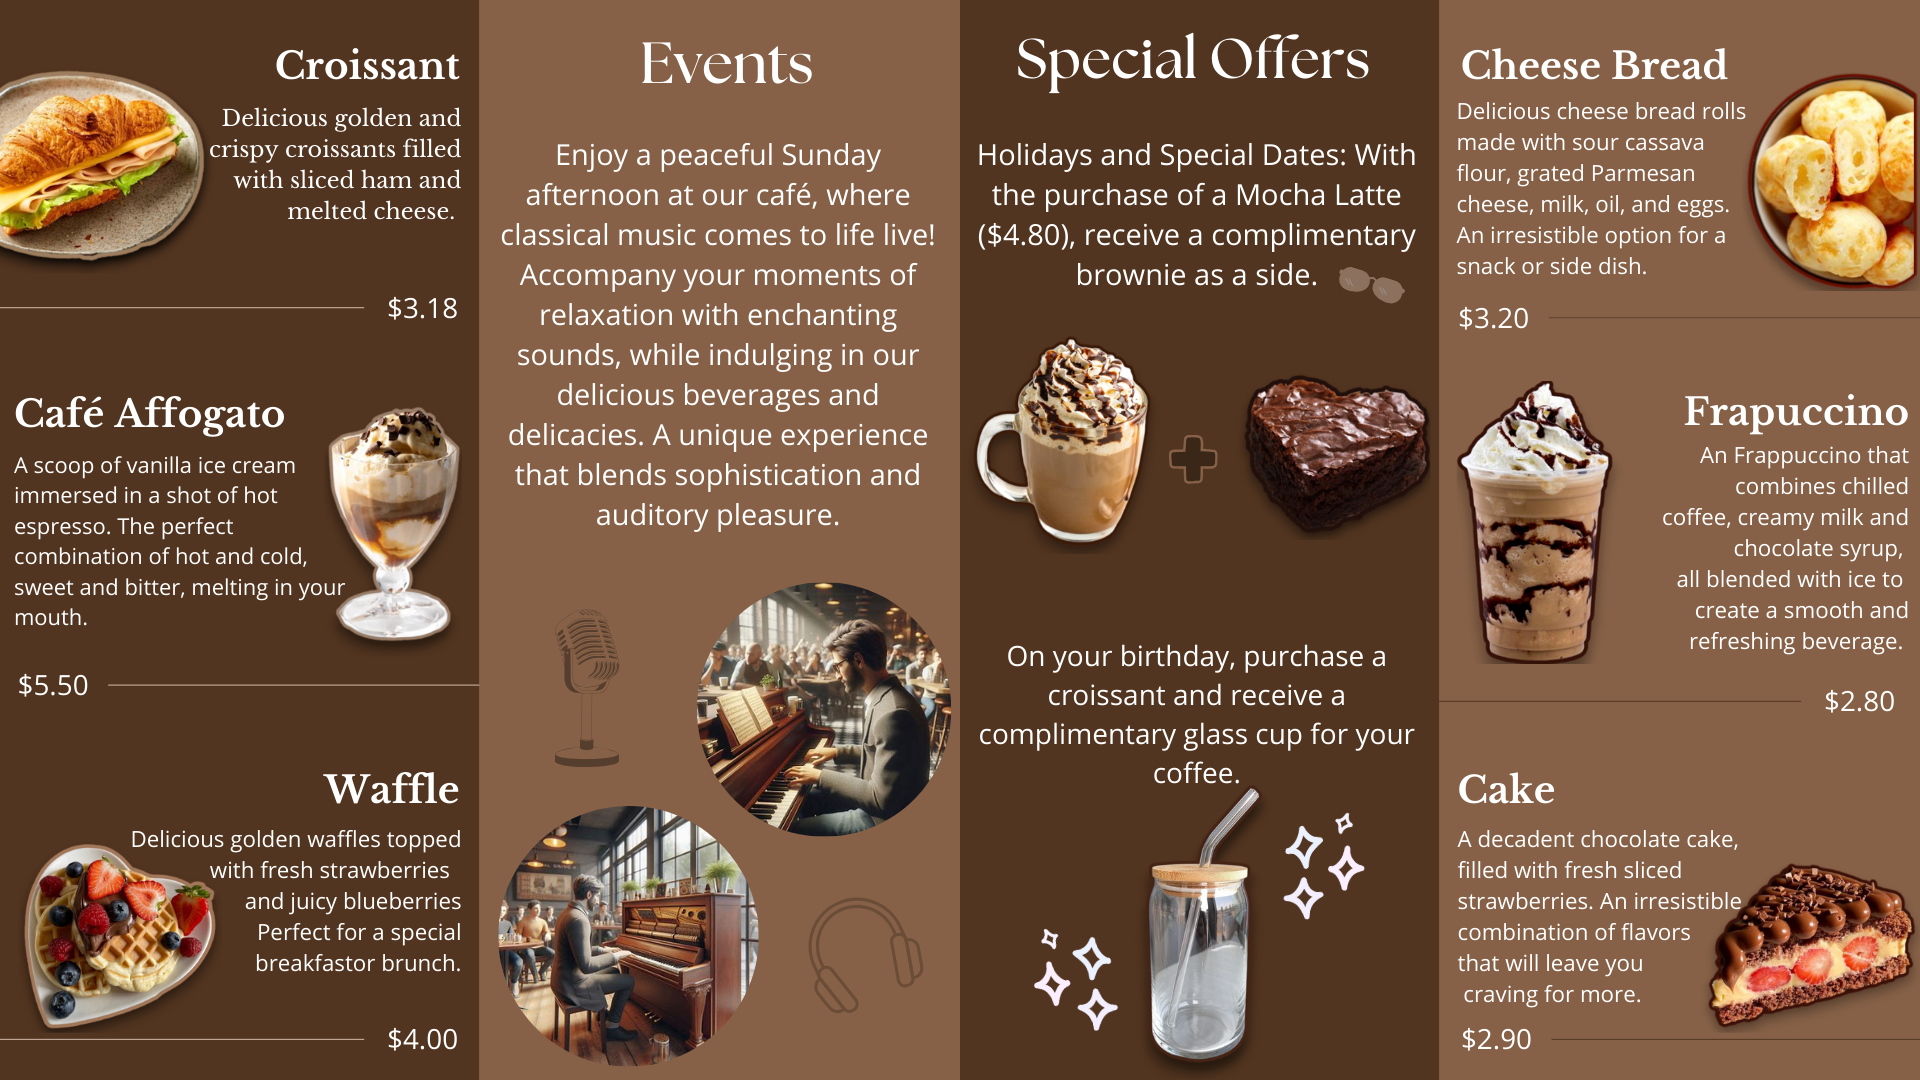 Croissant
Delicious golden and
crispy croissants filled
with sliced ham and
melted cheese.
$3.18
Café Affogato
A scoop of vanilla ice cream
immersed in a shot of hot
espresso. The perfect
combination of hot and cold,
sweet and bitter, melting in your
mouth.
$5.50
Waffle
Delicious golden waffles topped
with fresh strawberries
and juicy blueberries
Perfect for a special
breakfastor brunch.
$4.00
Events
Enjoy a peaceful Sunday
afternoon at our café, where
classical music comes to life live!
Accompany your moments of
relaxation with enchanting
sounds, while indulging in our
delicious beverages and
delicacies. A unique experience
that blends sophistication and
auditory pleasure.
Special Offers
Holidays and Special Dates: With
the purchase of a Mocha Latte
($4.80), receive a complimentary
brownie as a side.
On your birthday, purchase a
croissant and receive a
complimentary glass cup for your
coffee.
Cheese Bread
Delicious cheese bread rolls
made with sour cassava
flour, grated Parmesan
cheese, milk, oil, and eggs.
An irresistible option for a
snack or side dish.
$3.20
Frapuccino
An Frappuccino that
combines chilled
coffee, creamy milk and
chocolate syrup,
all blended with ice to
create a smooth and
refreshing beverage.
$2.80
Cake
A decadent chocolate cake,
filled with fresh sliced
strawberries. An irresistible
combination of flavors
that will leave you
craving for more.
$2.90